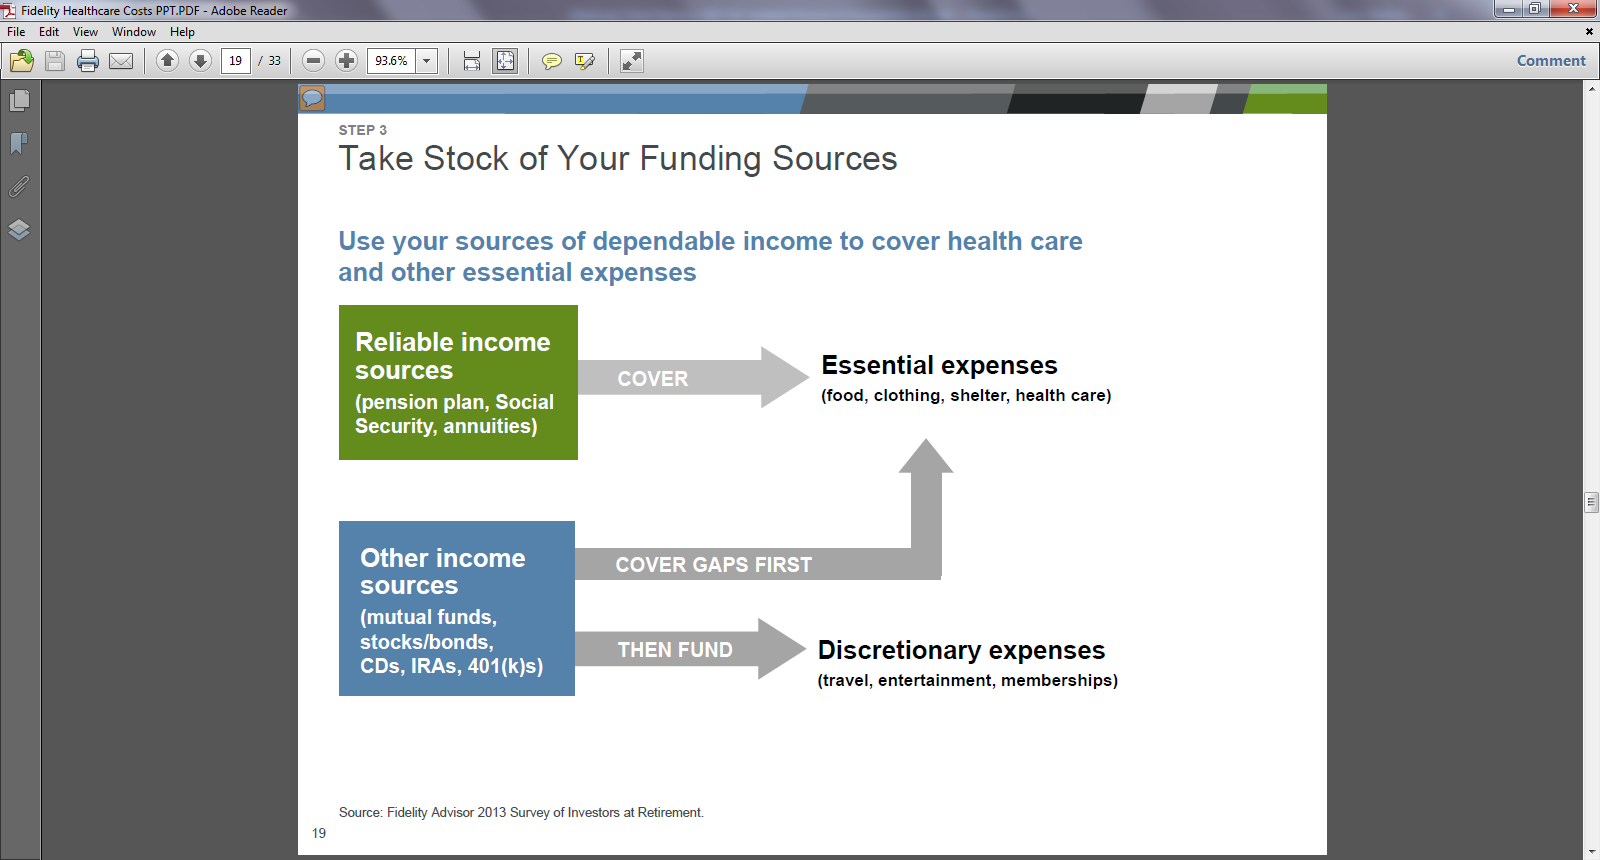 Fidelity Healthcare Costs PPT.PDF - Adobe Reader
File Edit View Window Help
19 / 33 93.6% Comment
STEP 3
Take Stock of Your Funding Sources
Use your sources of dependable income to cover health care
and other essential expenses
Reliable income
sources
(pension plan, Social
Security, annuities)
COVER
Essential expenses
(food, clothing, shelter, health care)
Other income
sources
(mutual funds,
stocks/bonds,
CDs, IRAs, 401(k)s)
COVER GAPS FIRST
THEN FUND
Discretionary expenses
(travel, entertainment, memberships)
Source: Fidelity Advisor 2013 Survey of Investors at Retirement.
19